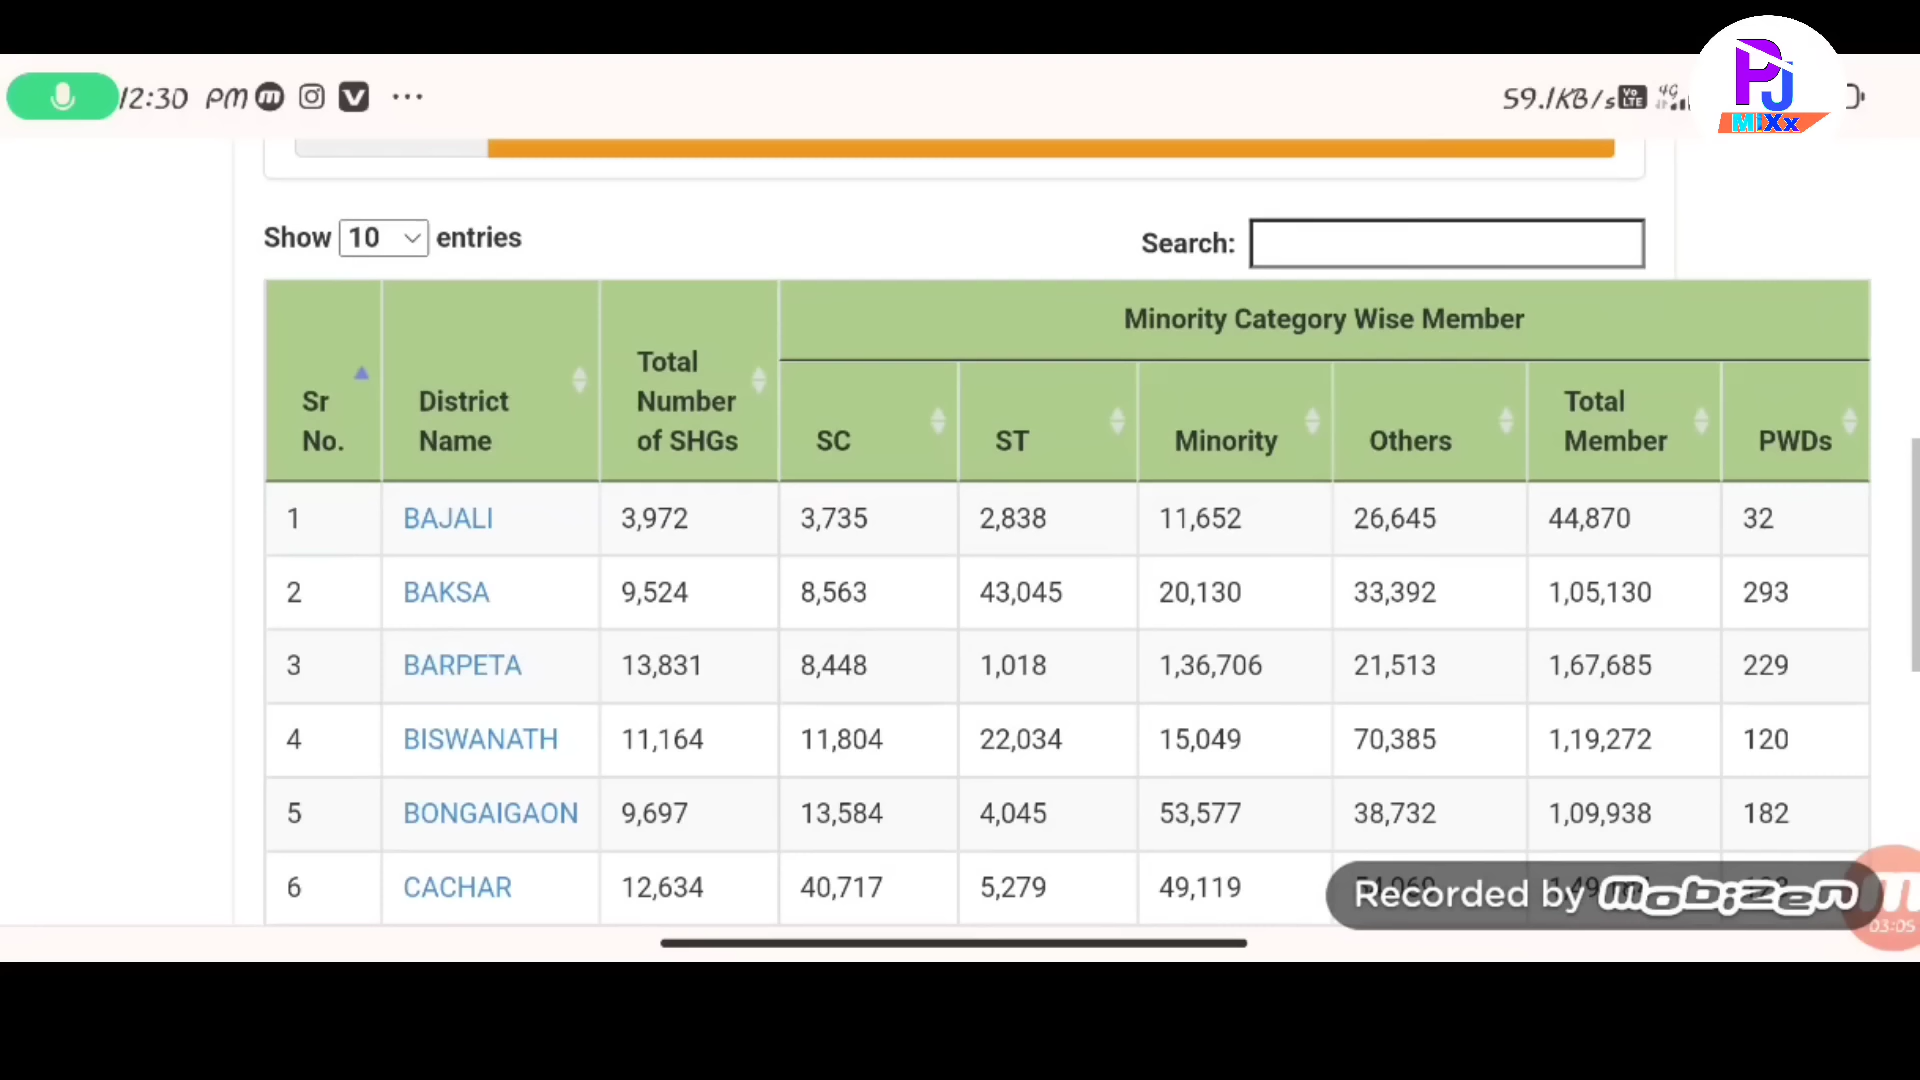 12:30 PM
59.1KB/s Vo LTE 4G
PJ
MiXx
Show 10 entries
Search:
Sr No.
District Name
Total Number of SHGs
Minority Category Wise Member
SC
ST
Minority
Others
Total Member
PWDs
1 BAJALI 3,972 3,735 2,838 11,652 26,645 44,870 32
2 BAKSA 9,524 8,563 43,045 20,130 33,392 1,05,130 293
3 BARPETA 13,831 8,448 1,018 1,36,706 21,513 1,67,685 229
4 BISWANATH 11,164 11,804 22,034 15,049 70,385 1,19,272 120
5 BONGAIGAON 9,697 13,584 4,045 53,577 38,732 1,09,938 182
6 CACHAR 12,634 40,717 5,279 49,119
Recorded by mobizen
03:05